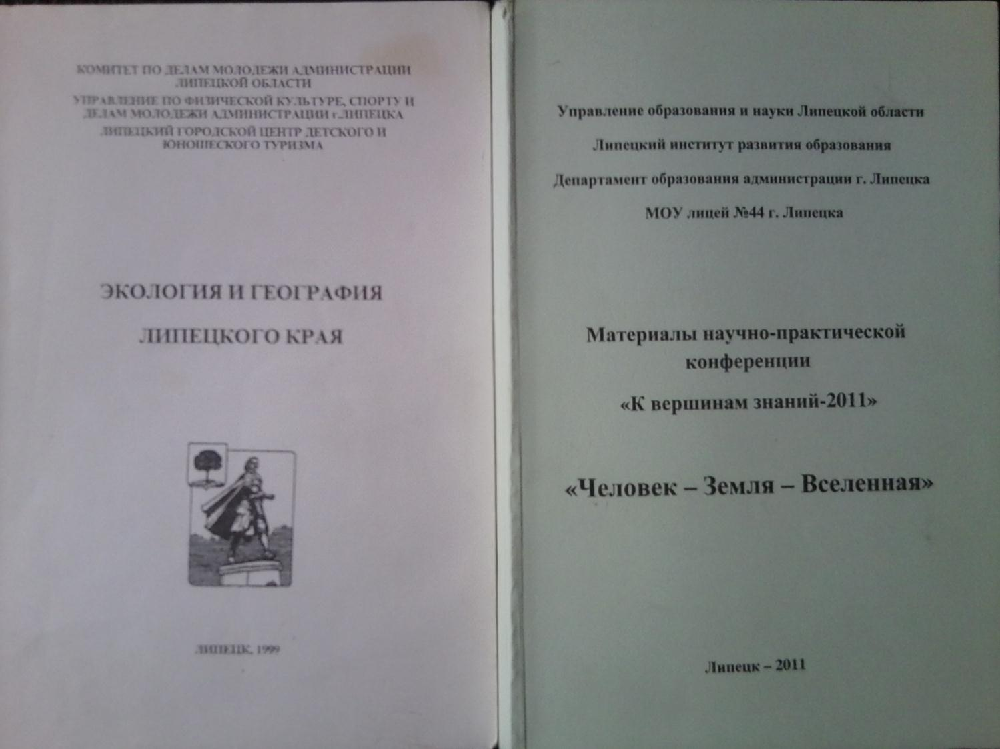 КОМИТЕТ ПО ДЕЛАМ МОЛОДЕЖИ АДМИНИСТРАЦИИ
ЛИПЕЦКОЙ ОБЛАСТИ
УПРАВЛЕНИЕ ПО ФИЗИЧЕСКОЙ КУЛЬТУРЕ, СПОРТУ И
ДЕЛАМ МОЛОДЕЖИ АДМИНИСТРАЦИИ г.ЛИПЕЦКА
ЛИПЕЦКИЙ ГОРОДСКОЙ ЦЕНТР ДЕТСКОГО И
ЮНОШЕСКОГО ТУРИЗМА
ЭКОЛОГИЯ И ГЕОГРАФИЯ
ЛИПЕЦКОГО КРАЯ
ЛИПЕЦК, 1999
Управление образования и науки Липецкой области
Липецкий институт развития образования
Департамент образования администрации г. Липецка
МОУ лицей №44 г. Липецка
Материалы научно-практической
конференции
«К вершинам знаний-2011»
«Человек – Земля – Вселенная»
Липецк – 2011